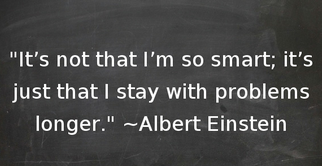 "It’s not that I’m so smart; it’s
just that I stay with problems
longer." ~Albert Einstein